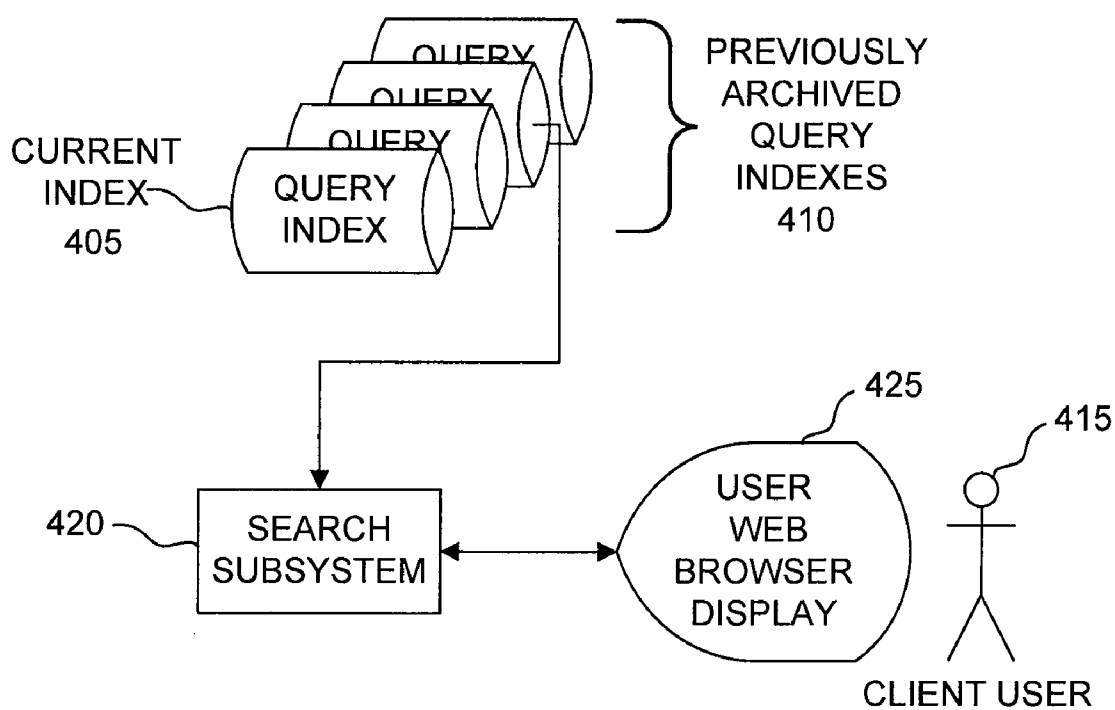 QUERY
QUERY
QUERY
QUERY
INDEX
CURRENT
INDEX
405
PREVIOUSLY
ARCHIVED
QUERY
INDEXES
410
425
415
420
SEARCH
SUBSYSTEM
USER
WEB
BROWSER
DISPLAY
CLIENT USER